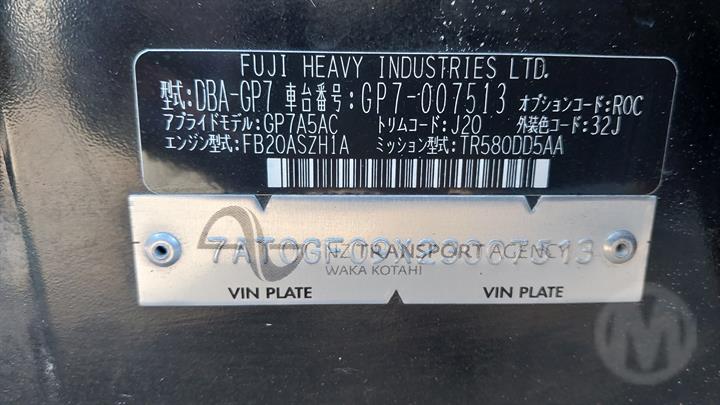 FUJI HEAVY INDUSTRIES LTD.
型式:DBA-GP7 車台番号:GP7-007513 オプションコード:ROC
アプライドモデル:GP7A5AC トリムコード:J20 外装色コード:32J
エンジン型式:FB20ASZH1A ミッション型式:TR580DD5AA
NZ TRANSPORT AGENCY
WAKA KOTAHI
VIN PLATE VIN PLATE
M